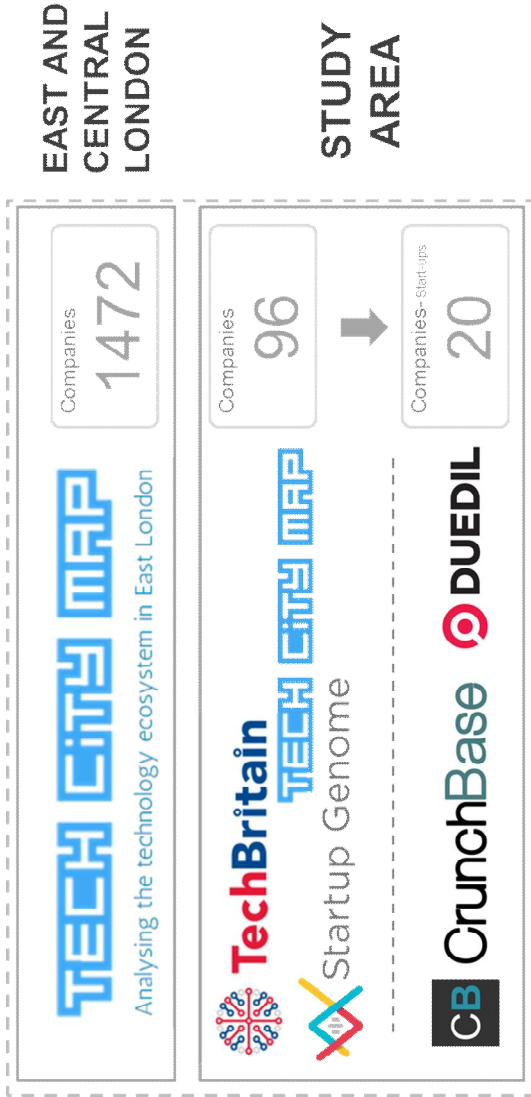 TECH CITY MAP
Analysing the technology ecosystem in East London
Companies
1472
EAST AND
CENTRAL
LONDON
TechBritain
TECH CITY MAP
Startup Genome
Companies
96
CB CrunchBase
DUEDIL
Companies- Start-ups
20
STUDY
AREA